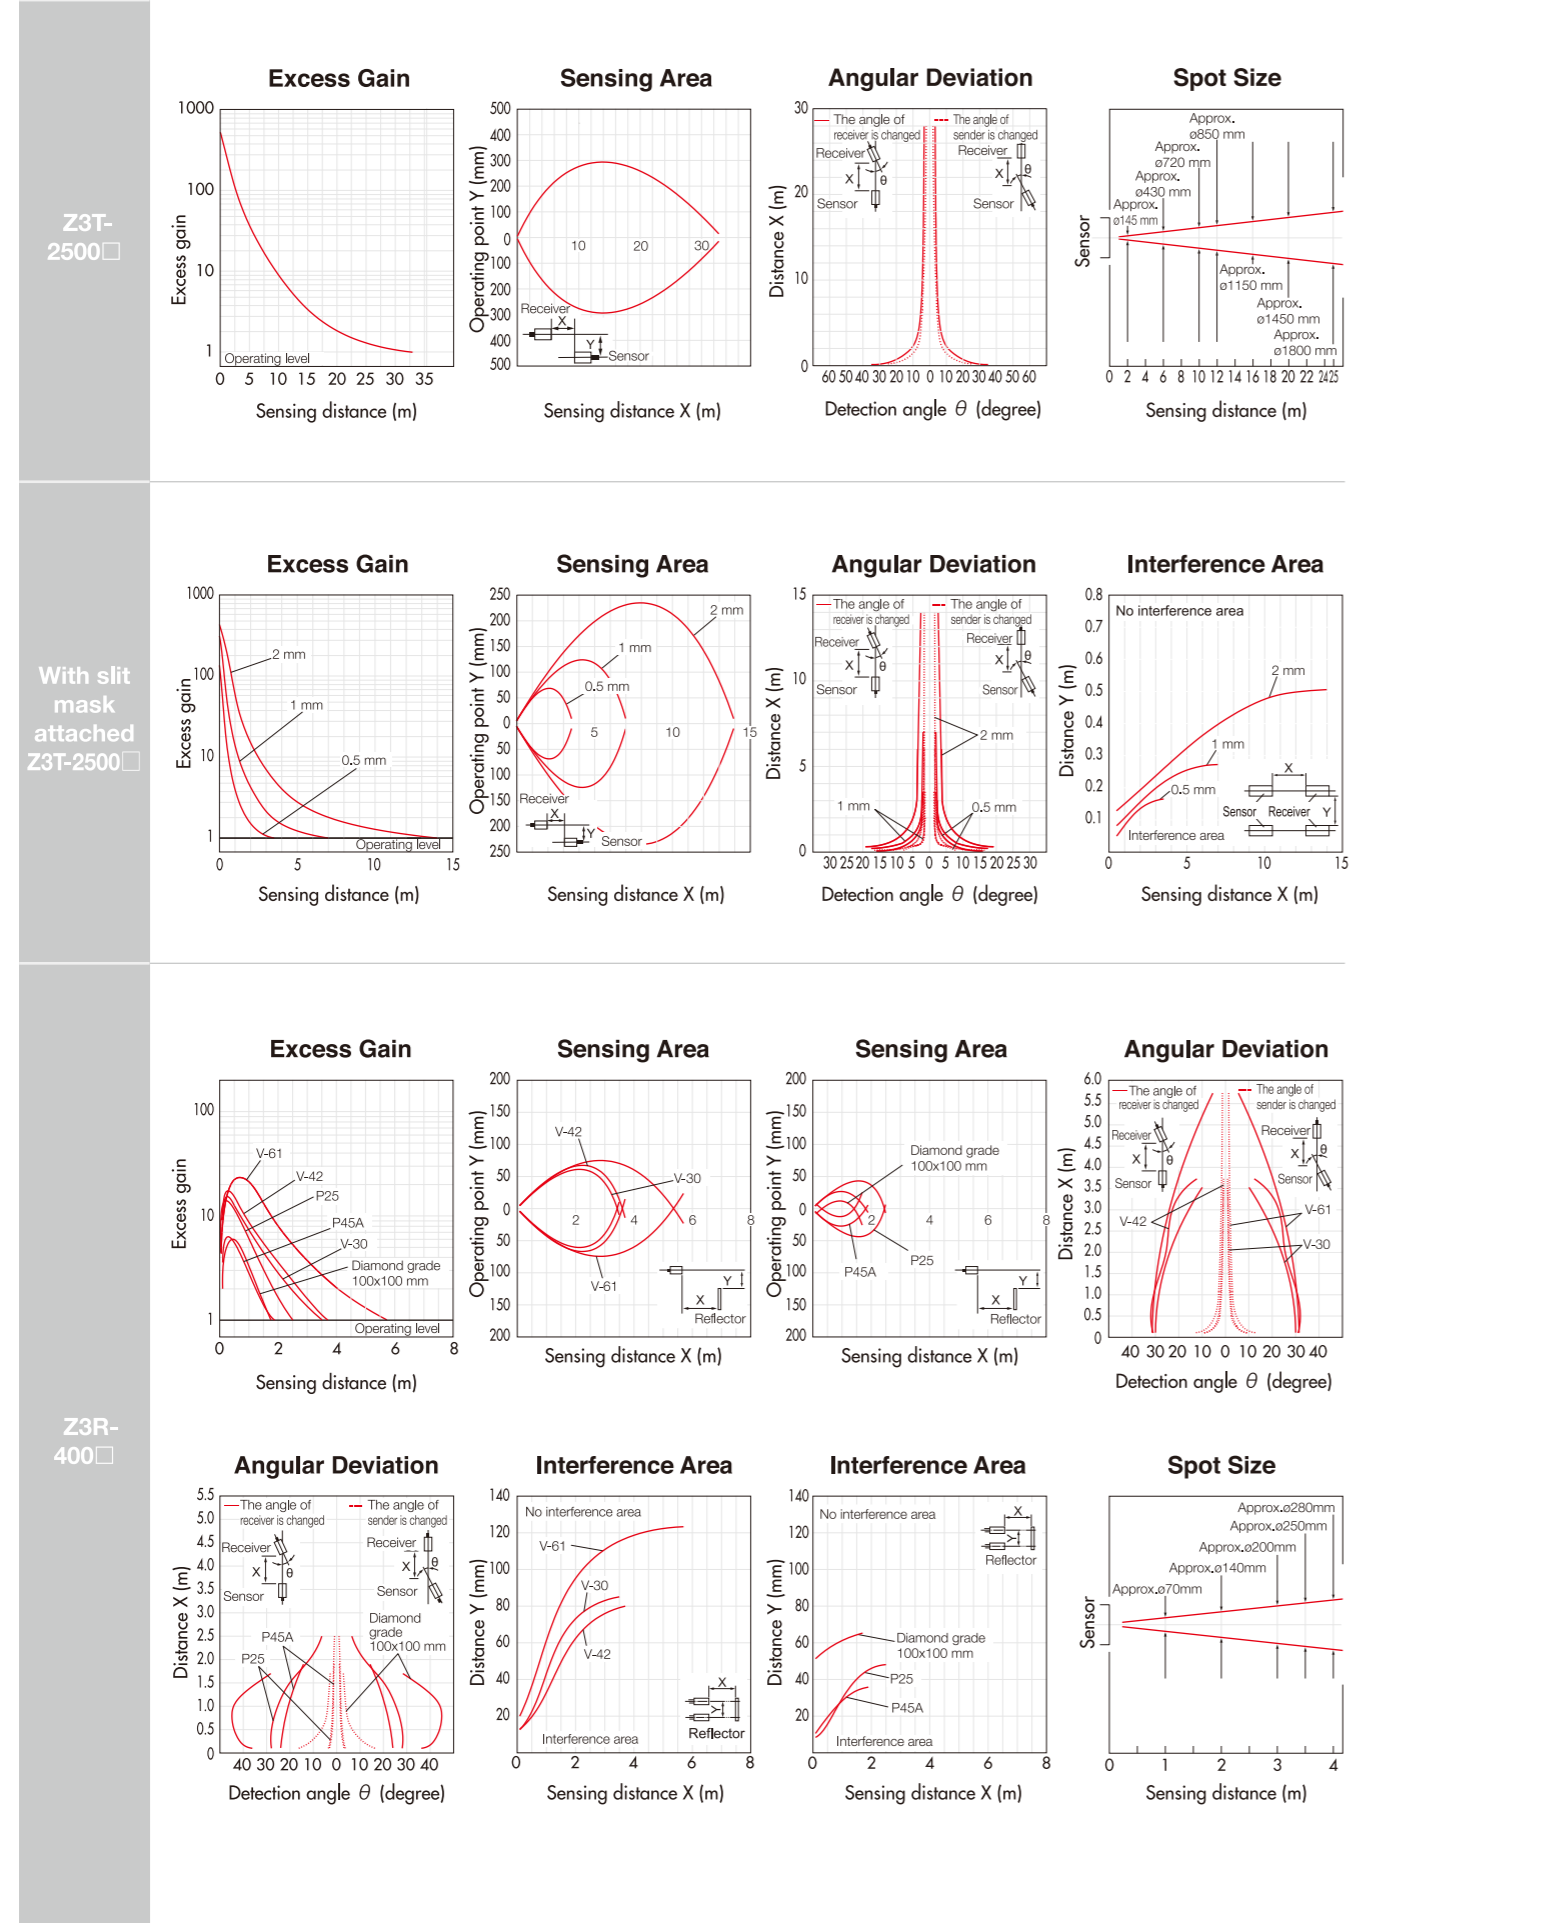 Z3T-
2500□
Excess Gain
1000
100
10
1
Excess gain
Operating level
0 5 10 15 20 25 30 35
Sensing distance (m)
Sensing Area
500
400
300
200
100
0
100
200
300
400
500
Operating point Y (mm)
10 20 30
Receiver
X
Y
Sensor
Sensing distance X (m)
Angular Deviation
30
20
10
0
Distance X (m)
The angle of
receiver is changed
The angle of
sender is changed
Receiver
X
θ
Sensor
Receiver
X
θ
Sensor
60 50 40 30 20 10 0 10 20 30 40 50 60
Detection angle θ (degree)
Spot Size
Approx.
ø850 mm
Approx.
ø720 mm
Approx.
ø430 mm
Approx.
ø145 mm
Sensor
Approx.
ø1150 mm
Approx.
ø1450 mm
Approx.
ø1800 mm
0 2 4 6 8 10 12 14 16 18 20 22 24 25
Sensing distance (m)
With slit
mask
attached
Z3T-2500□
Excess Gain
1000
100
10
1
Excess gain
2 mm
1 mm
0.5 mm
Operating level
0 5 10 15
Sensing distance (m)
Sensing Area
250
200
150
100
50
0
50
100
150
200
250
Operating point Y (mm)
2 mm
1 mm
0.5 mm
5 10 15
Receiver
X
Y
Sensor
Sensing distance X (m)
Angular Deviation
15
10
5
0
Distance X (m)
The angle of
receiver is changed
The angle of
sender is changed
Receiver
X
θ
Sensor
Receiver
X
θ
Sensor
2 mm
1 mm
0.5 mm
30 25 20 15 10 5 0 5 10 15 20 25 30
Detection angle θ (degree)
Interference Area
0.8
0.7
0.6
0.5
0.4
0.3
0.2
0.1
Distance Y (m)
No interference area
2 mm
1 mm
0.5 mm
X
Sensor Receiver Y
Interference area
0 5 10 15
Sensing distance X (m)
Z3R-
400□
Excess Gain
100
10
1
Excess gain
V-61
V-42
P25
P45A
V-30
Diamond grade
100x100 mm
Operating level
0 2 4 6 8
Sensing distance (m)
Sensing Area
200
150
100
50
0
50
100
150
200
Operating point Y (mm)
V-42
V-30
2 4 6 8
V-61
Y
X
Reflector
Sensing distance X (m)
Sensing Area
200
150
100
50
0
50
100
150
200
Operating point Y (mm)
Diamond grade
100x100 mm
2 4 6 8
P45A
P25
Y
X
Reflector
Sensing distance X (m)
Angular Deviation
6.0
5.5
5.0
4.5
4.0
3.5
3.0
2.5
2.0
1.5
1.0
0.5
0
Distance X (m)
The angle of
receiver is changed
The angle of
sender is changed
Receiver
X
θ
Sensor
Receiver
X
θ
Sensor
V-42
V-61
V-30
40 30 20 10 0 10 20 30 40
Detection angle θ (degree)
Angular Deviation
5.5
5.0
4.5
4.0
3.5
3.0
2.5
2.0
1.5
1.0
0.5
0
Distance X (m)
The angle of
receiver is changed
The angle of
sender is changed
Receiver
X
θ
Sensor
Receiver
X
θ
Sensor
Diamond
grade
100x100 mm
P45A
P25
40 30 20 10 0 10 20 30 40
Detection angle θ (degree)
Interference Area
140
120
100
80
60
40
20
Distance Y (mm)
No interference area
V-61
V-30
V-42
X
Y
Reflector
Interference area
0 2 4 6 8
Sensing distance X (m)
Interference Area
140
120
100
80
60
40
20
Distance Y (mm)
No interference area
X
Y
Reflector
Diamond grade
100x100 mm
P25
P45A
Interference area
0 2 4 6 8
Sensing distance X (m)
Spot Size
Approx.ø280mm
Approx.ø250mm
Approx.ø200mm
Approx.ø140mm
Approx.ø70mm
Sensor
0 1 2 3 4
Sensing distance (m)